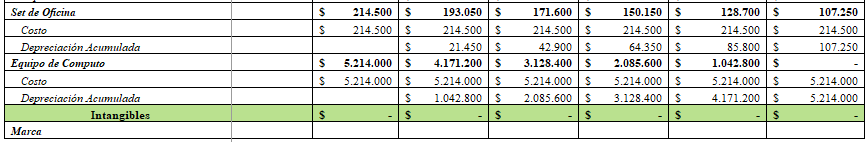 Set de Oficina $ 214.500 $ 193.050 $ 171.600 $ 150.150 $ 128.700 $ 107.250
Costo $ 214.500 $ 214.500 $ 214.500 $ 214.500 $ 214.500 $ 214.500
Depreciación Acumulada $ 21.450 $ 42.900 $ 64.350 $ 85.800 $ 107.250
Equipo de Computo $ 5.214.000 $ 4.171.200 $ 3.128.400 $ 2.085.600 $ 1.042.800 $ -
Costo $ 5.214.000 $ 5.214.000 $ 5.214.000 $ 5.214.000 $ 5.214.000 $ 5.214.000
Depreciación Acumulada $ 1.042.800 $ 2.085.600 $ 3.128.400 $ 4.171.200 $ 5.214.000
Intangibles $ - $ - $ - $ - $ - $ -
Marca